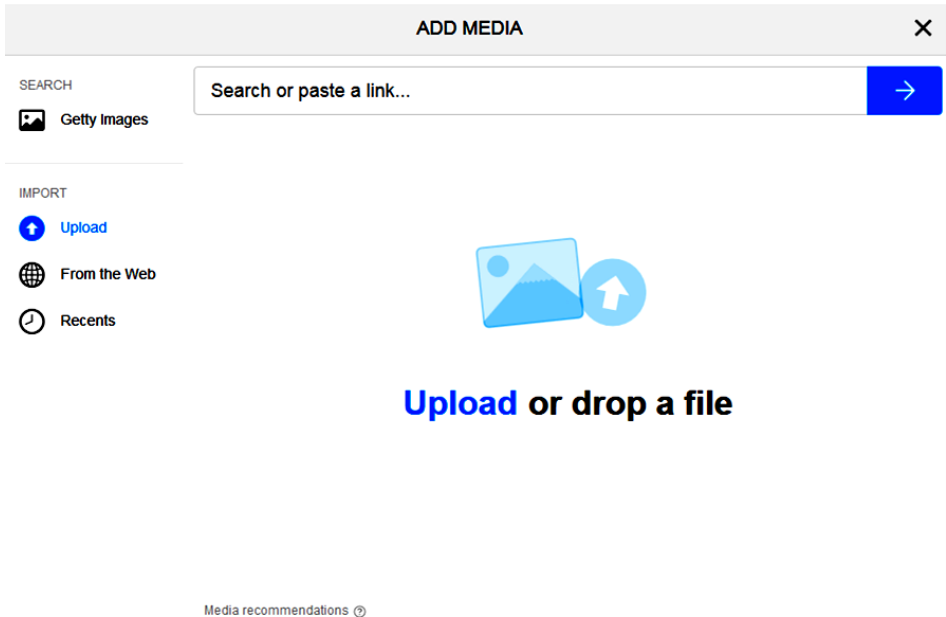 ADD MEDIA
SEARCH
Search or paste a link...
Getty Images
IMPORT
Upload
From the Web
Recents
Upload or drop a file
Media recommendations